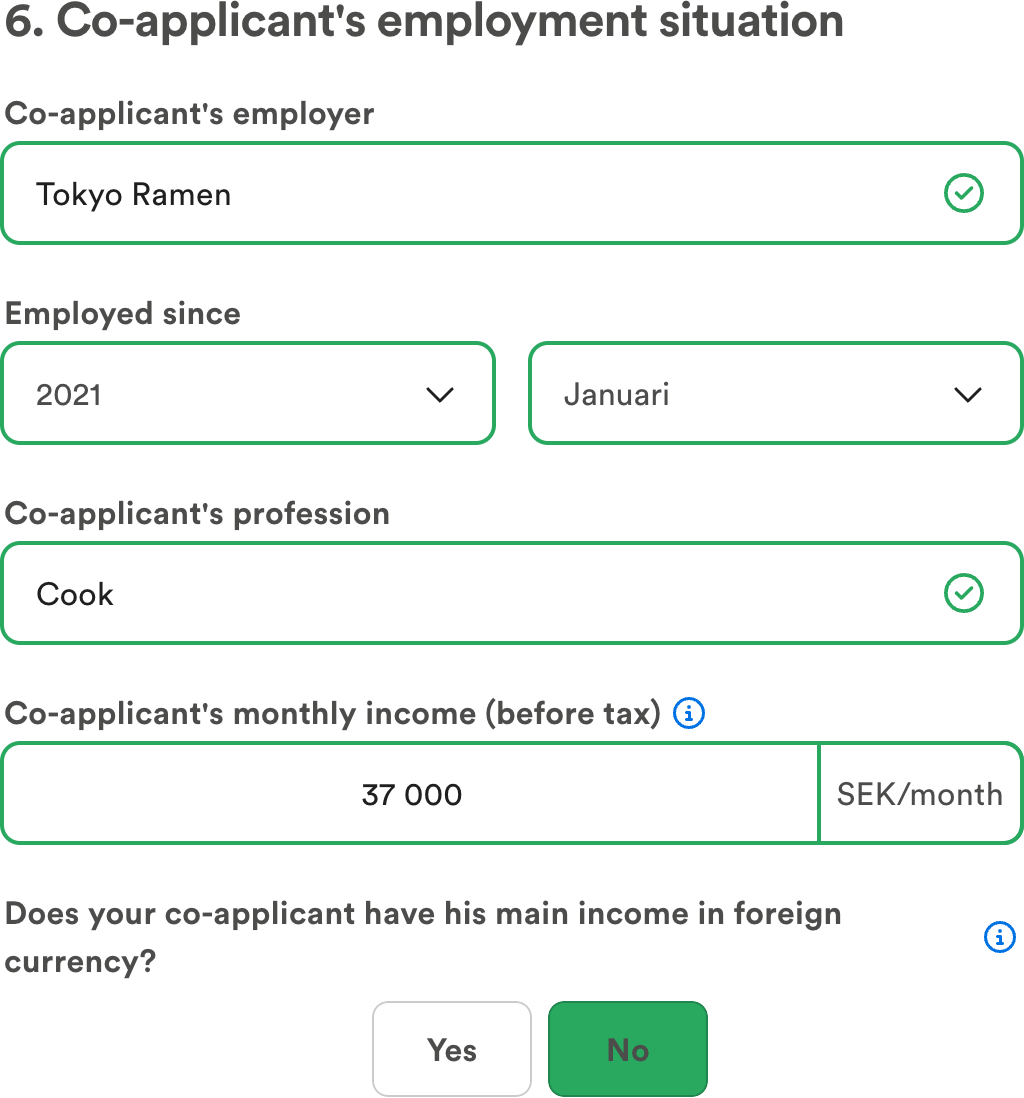 6. Co-applicant's employment situation
Co-applicant's employer
Tokyo Ramen
Employed since
2021
Januari
Co-applicant's profession
Cook
Co-applicant's monthly income (before tax)
37 000
SEK/month
Does your co-applicant have his main income in foreign
currency?
Yes
No